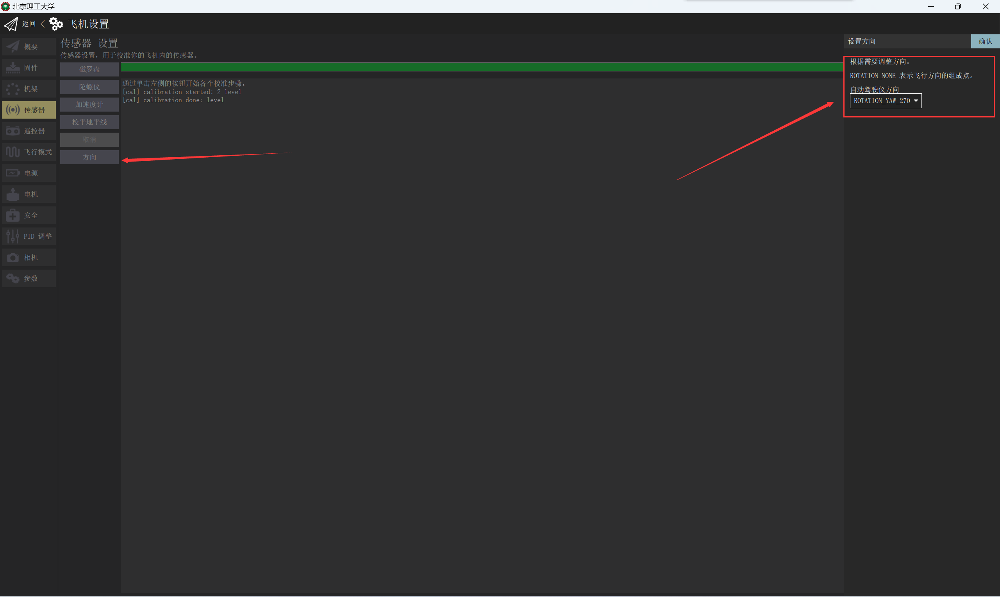 北京理工大学
返回
飞机设置
概要
固件
机架
传感器
遥控器
飞行模式
电源
电机
安全
PID 调整
相机
参数
传感器 设置
传感器设置，用于校准你的飞机内的传感器。
磁罗盘
陀螺仪
加速度计
校平地平线
取消
方向
通过单击左侧的按钮开始各个校准步骤。
[cal] calibration started: 2 level
[cal] calibration done: level
设置方向
确认
根据需要调整方向。
ROTATION_NONE 表示飞行方向的组成点。
自动驾驶仪方向
ROTATION_YAW_270